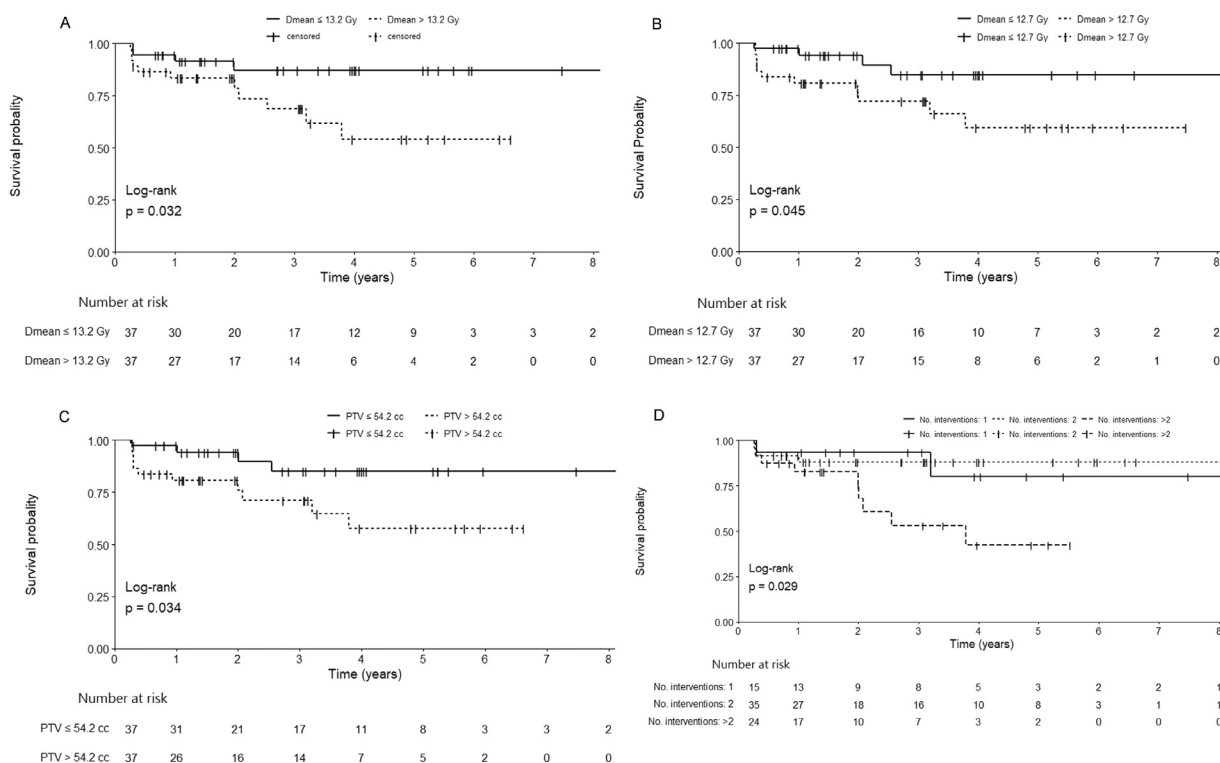 A
Dmean ≤ 13.2 Gy Dmean > 13.2 Gy
censored censored
Survival probality
1.00
0.75
0.50
0.25
0.00
Log-rank
p = 0.032
0 1 2 3 4 5 6 7 8
Time (years)
Number at risk
Dmean ≤ 13.2 Gy 37 30 20 17 12 9 3 3 2
Dmean > 13.2 Gy 37 27 17 14 6 4 2 0 0
B
Dmean ≤ 12.7 Gy Dmean > 12.7 Gy
Dmean ≤ 12.7 Gy Dmean > 12.7 Gy
Survival Probality
1.00
0.75
0.50
0.25
0.00
Log-rank
p = 0.045
0 1 2 3 4 5 6 7 8
Time (years)
Number at risk
Dmean ≤ 12.7 Gy 37 30 20 16 10 7 3 2 2
Dmean > 12.7 Gy 37 27 17 15 8 6 2 1 0
C
PTV ≤ 54.2 cc PTV > 54.2 cc
PTV ≤ 54.2 cc PTV > 54.2 cc
Survival probality
1.00
0.75
0.50
0.25
0.00
Log-rank
p = 0.034
0 1 2 3 4 5 6 7 8
Time (years)
Number at risk
PTV ≤ 54.2 cc 37 31 21 17 11 8 3 3 2
PTV > 54.2 cc 37 26 16 14 7 5 2 0 0
D
No. interventions: 1 No. interventions: 2 No. interventions: >2
No. interventions: 1 No. interventions: 2 No. interventions: >2
Survival probality
1.00
0.75
0.50
0.25
0.00
Log-rank
p = 0.029
0 1 2 3 4 5 6 7 8
Time (years)
Number at risk
No. interventions: 1 15 13 9 8 5 3 2 2 1
No. interventions: 2 35 27 18 16 10 8 3 1 1
No. interventions: >2 24 17 10 7 3 2 0 0 0